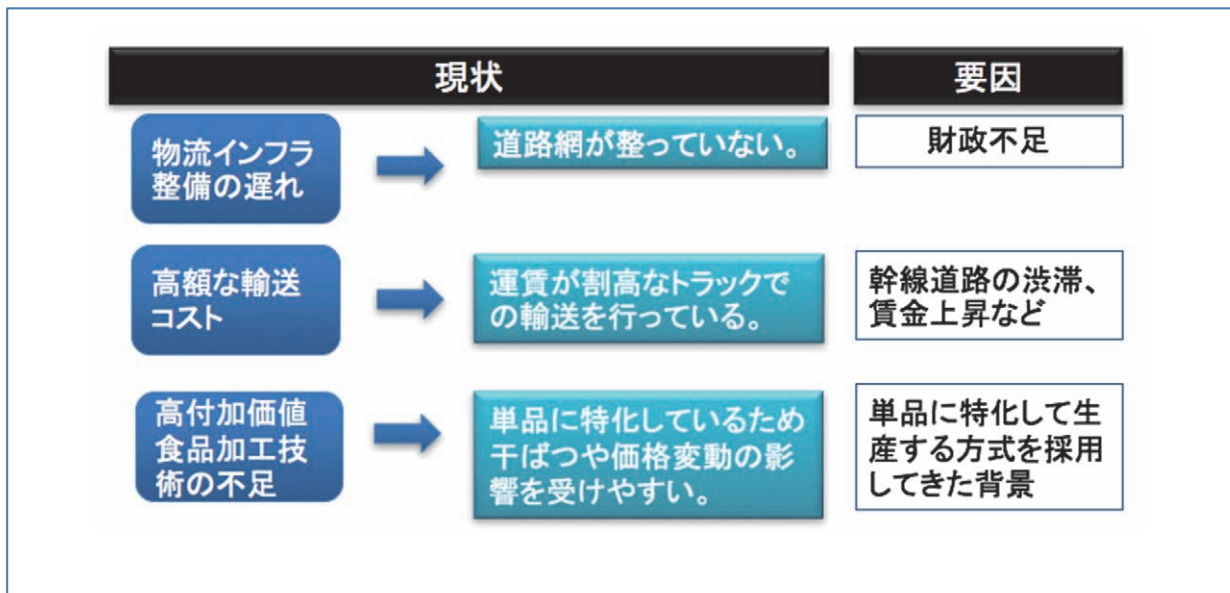 現状
要因
物流インフラ
整備の遅れ
道路網が整っていない。
財政不足
高額な輸送
コスト
運賃が割高なトラックで
の輸送を行っている。
幹線道路の渋滞、
賃金上昇など
高付加価値
食品加工技
術の不足
単品に特化しているため
干ばつや価格変動の影
響を受けやすい。
単品に特化して生
産する方式を採用
してきた背景